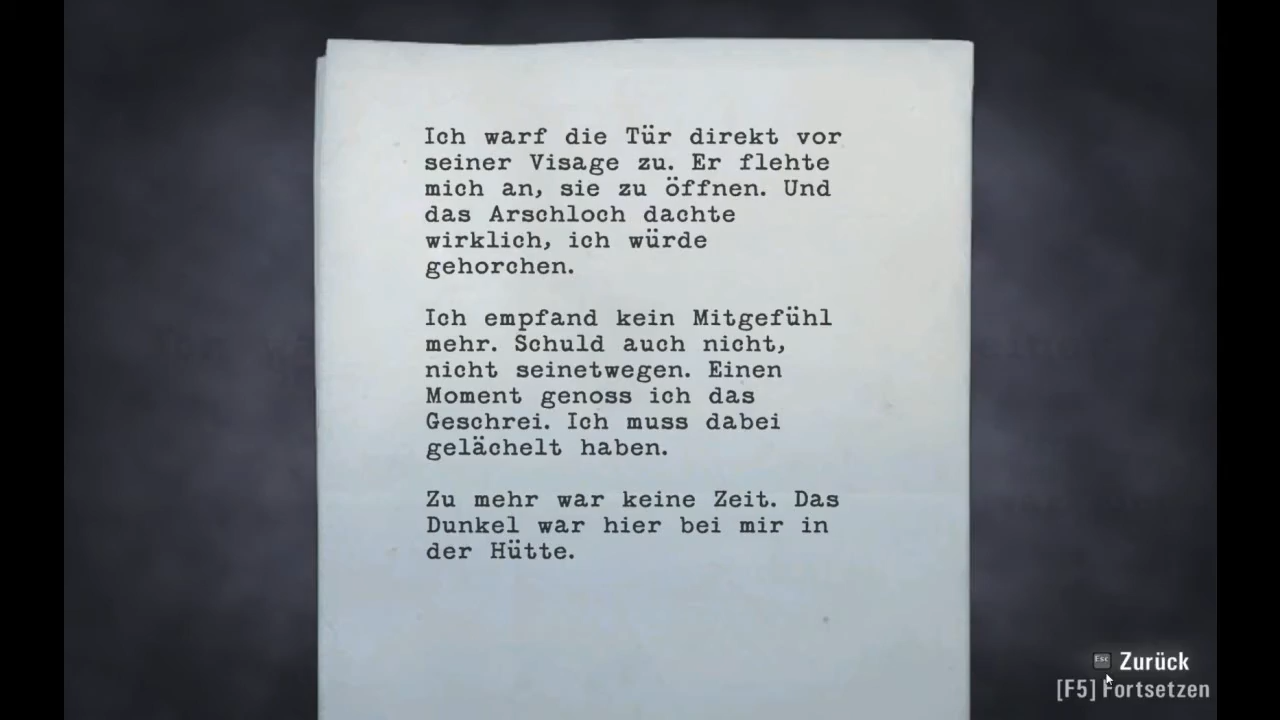 Ich warf die Tür direkt vor
seiner Visage zu. Er flehte
mich an, sie zu öffnen. Und
das Arschloch dachte
wirklich, ich würde
gehorchen.
Ich empfand kein Mitgefühl
mehr. Schuld auch nicht,
nicht seinetwegen. Einen
Moment genoss ich das
Geschrei. Ich muss dabei
gelächelt haben.
Zu mehr war keine Zeit. Das
Dunkel war hier bei mir in
der Hütte.
Esc Zurück
[F5] Fortsetzen